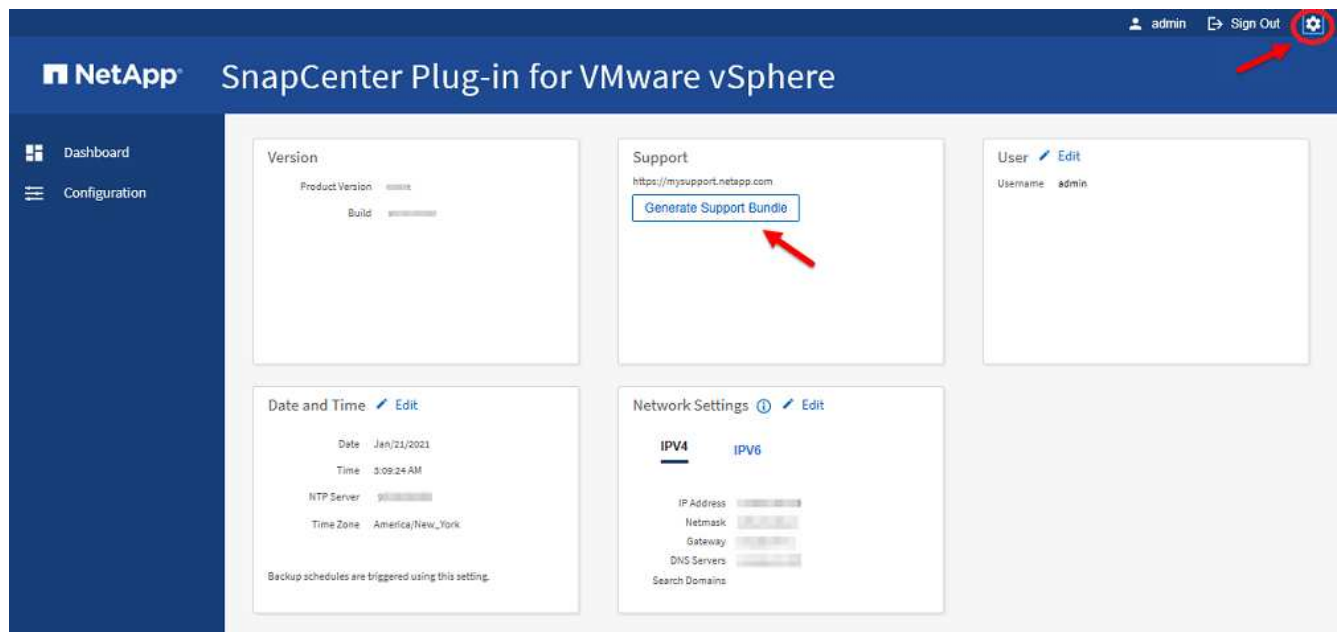 admin Sign Out
NetApp SnapCenter Plug-in for VMware vSphere
Dashboard
Configuration
Version
Product Version
Build
Support
https://mysupport.netapp.com
Generate Support Bundle
User Edit
Username admin
Date and Time Edit
Date Jan/21/2021
Time 3:09:24 AM
NTP Server
Time Zone America/New_York
Backup schedules are triggered using this setting.
Network Settings Edit
IPV4 IPV6
IP Address
Netmask
Gateway
DNS Servers
Search Domains